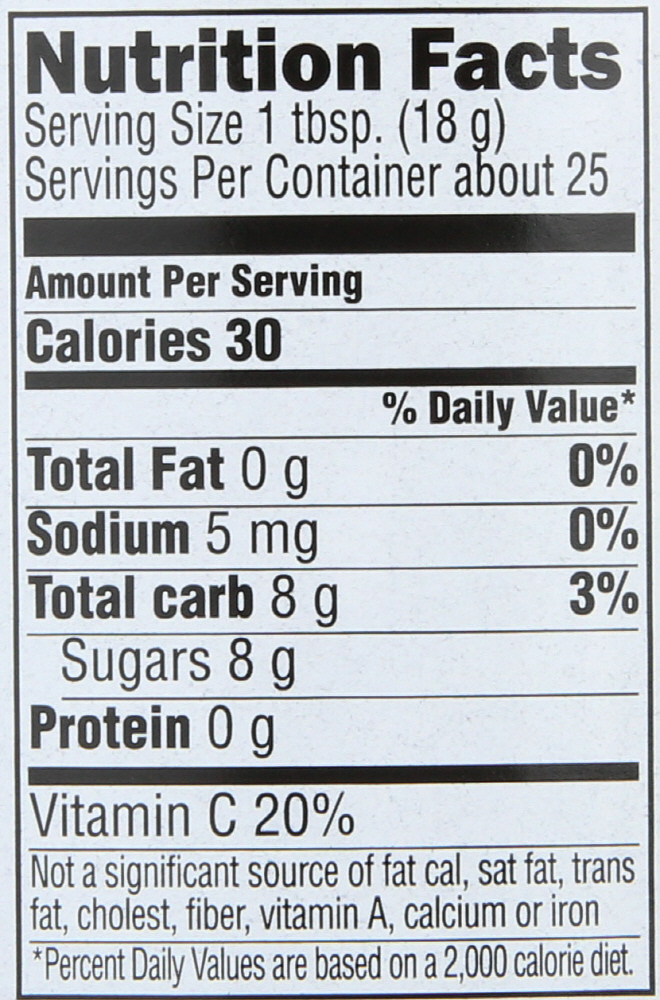 Nutrition Facts
Serving Size 1 tbsp. (18 g)
Servings Per Container about 25
Amount Per Serving
Calories 30
% Daily Value*
Total Fat 0 g 0%
Sodium 5 mg 0%
Total carb 8 g 3%
Sugars 8 g
Protein 0 g
Vitamin C 20%
Not a significant source of fat cal, sat fat, trans
fat, cholest, fiber, vitamin A, calcium or iron
*Percent Daily Values are based on a 2,000 calorie diet.